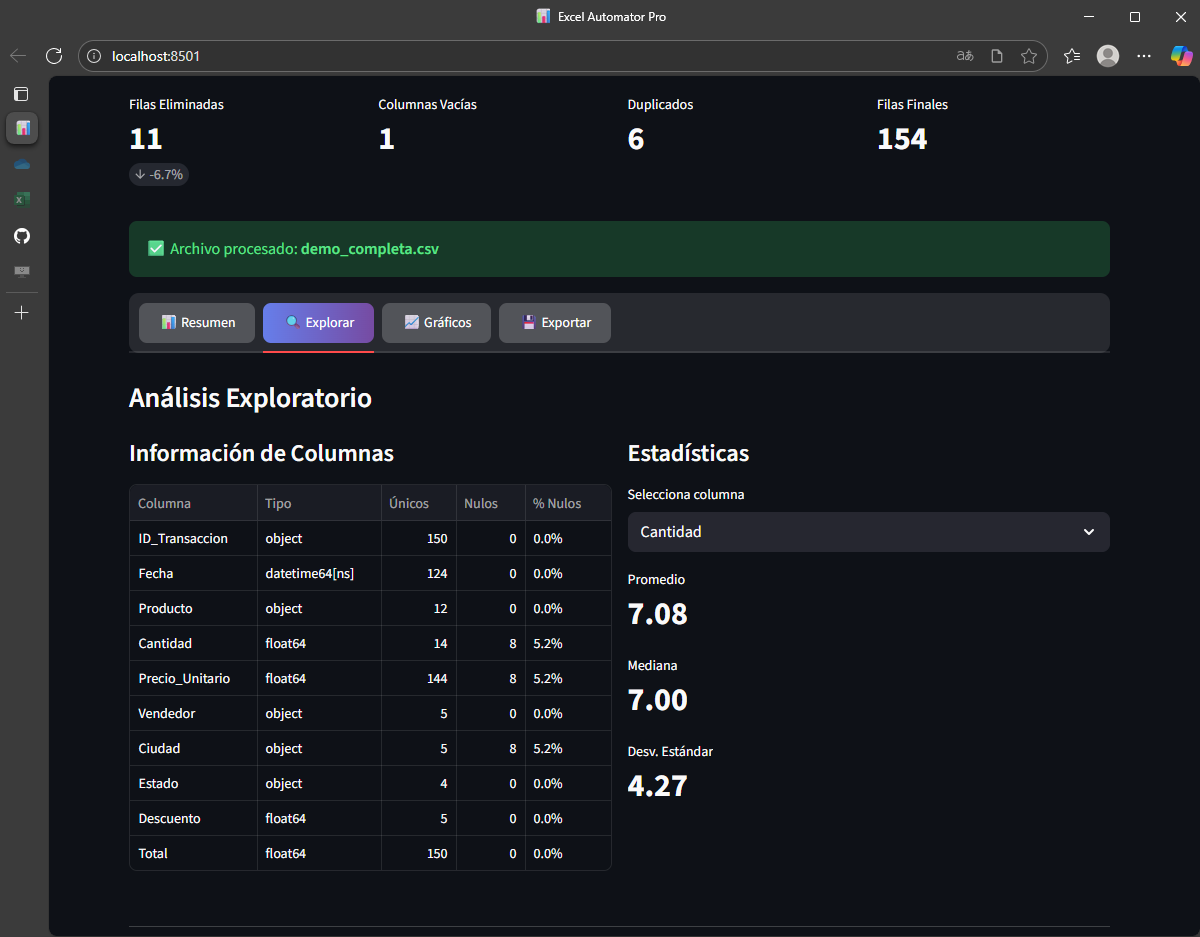 Excel Automator Pro
localhost:8501
Filas Eliminadas Columnas Vacías Duplicados Filas Finales
11 1 6 154
↓ -6.7%
✅ Archivo procesado: demo_completa.csv
📊 Resumen 🔍 Explorar 📈 Gráficos 💾 Exportar
Análisis Exploratorio
Información de Columnas
Columna Tipo Únicos Nulos % Nulos
ID_Transaccion object 150 0 0.0%
Fecha datetime64[ns] 124 0 0.0%
Producto object 12 0 0.0%
Cantidad float64 14 8 5.2%
Precio_Unitario float64 144 8 5.2%
Vendedor object 5 0 0.0%
Ciudad object 5 8 5.2%
Estado object 4 0 0.0%
Descuento float64 5 0 0.0%
Total float64 150 0 0.0%
Estadísticas
Selecciona columna
Cantidad
Promedio
7.08
Mediana
7.00
Desv. Estándar
4.27